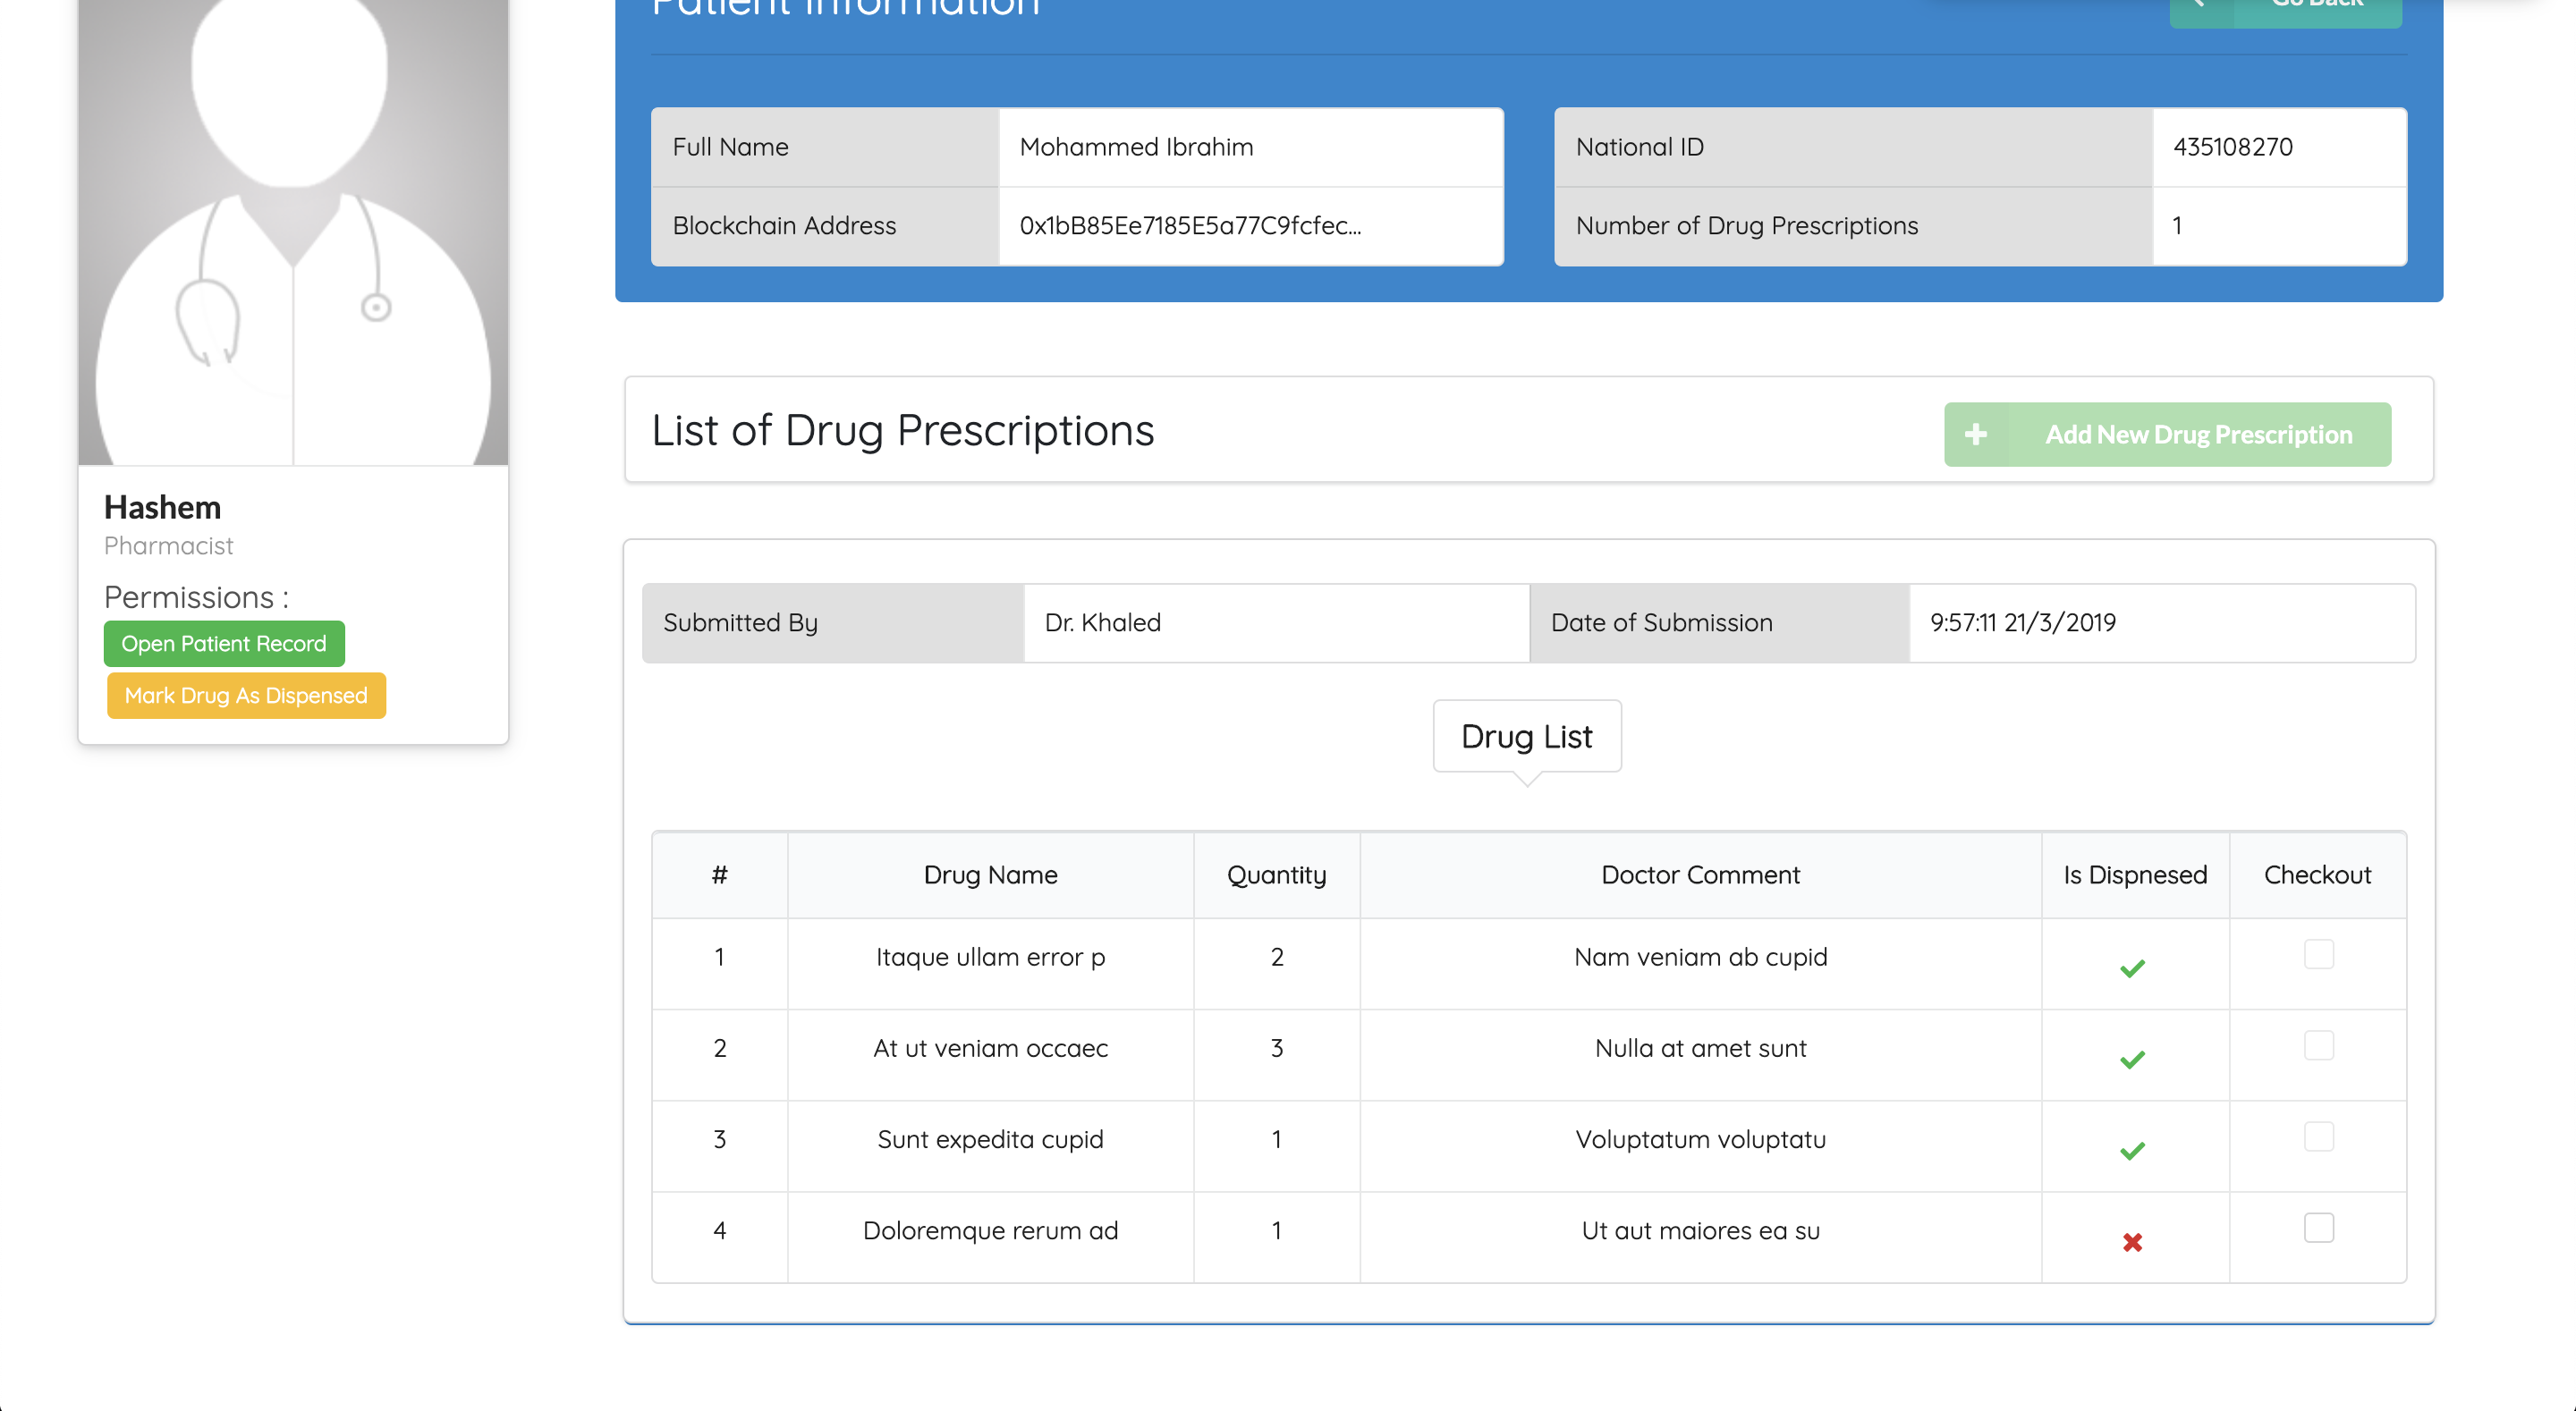 Patient Information
Go Back
Full Name Mohammed Ibrahim
Blockchain Address 0x1bB85Ee7185E5a77C9fcfec...
National ID 435108270
Number of Drug Prescriptions 1
Hashem
Pharmacist
Permissions :
Open Patient Record
Mark Drug As Dispensed
List of Drug Prescriptions
Add New Drug Prescription
Submitted By Dr. Khaled Date of Submission 9:57:11 21/3/2019
Drug List
# Drug Name Quantity Doctor Comment Is Dispnesed Checkout
1 Itaque ullam error p 2 Nam veniam ab cupid
2 At ut veniam occaec 3 Nulla at amet sunt
3 Sunt expedita cupid 1 Voluptatum voluptatu
4 Doloremque rerum ad 1 Ut aut maiores ea su